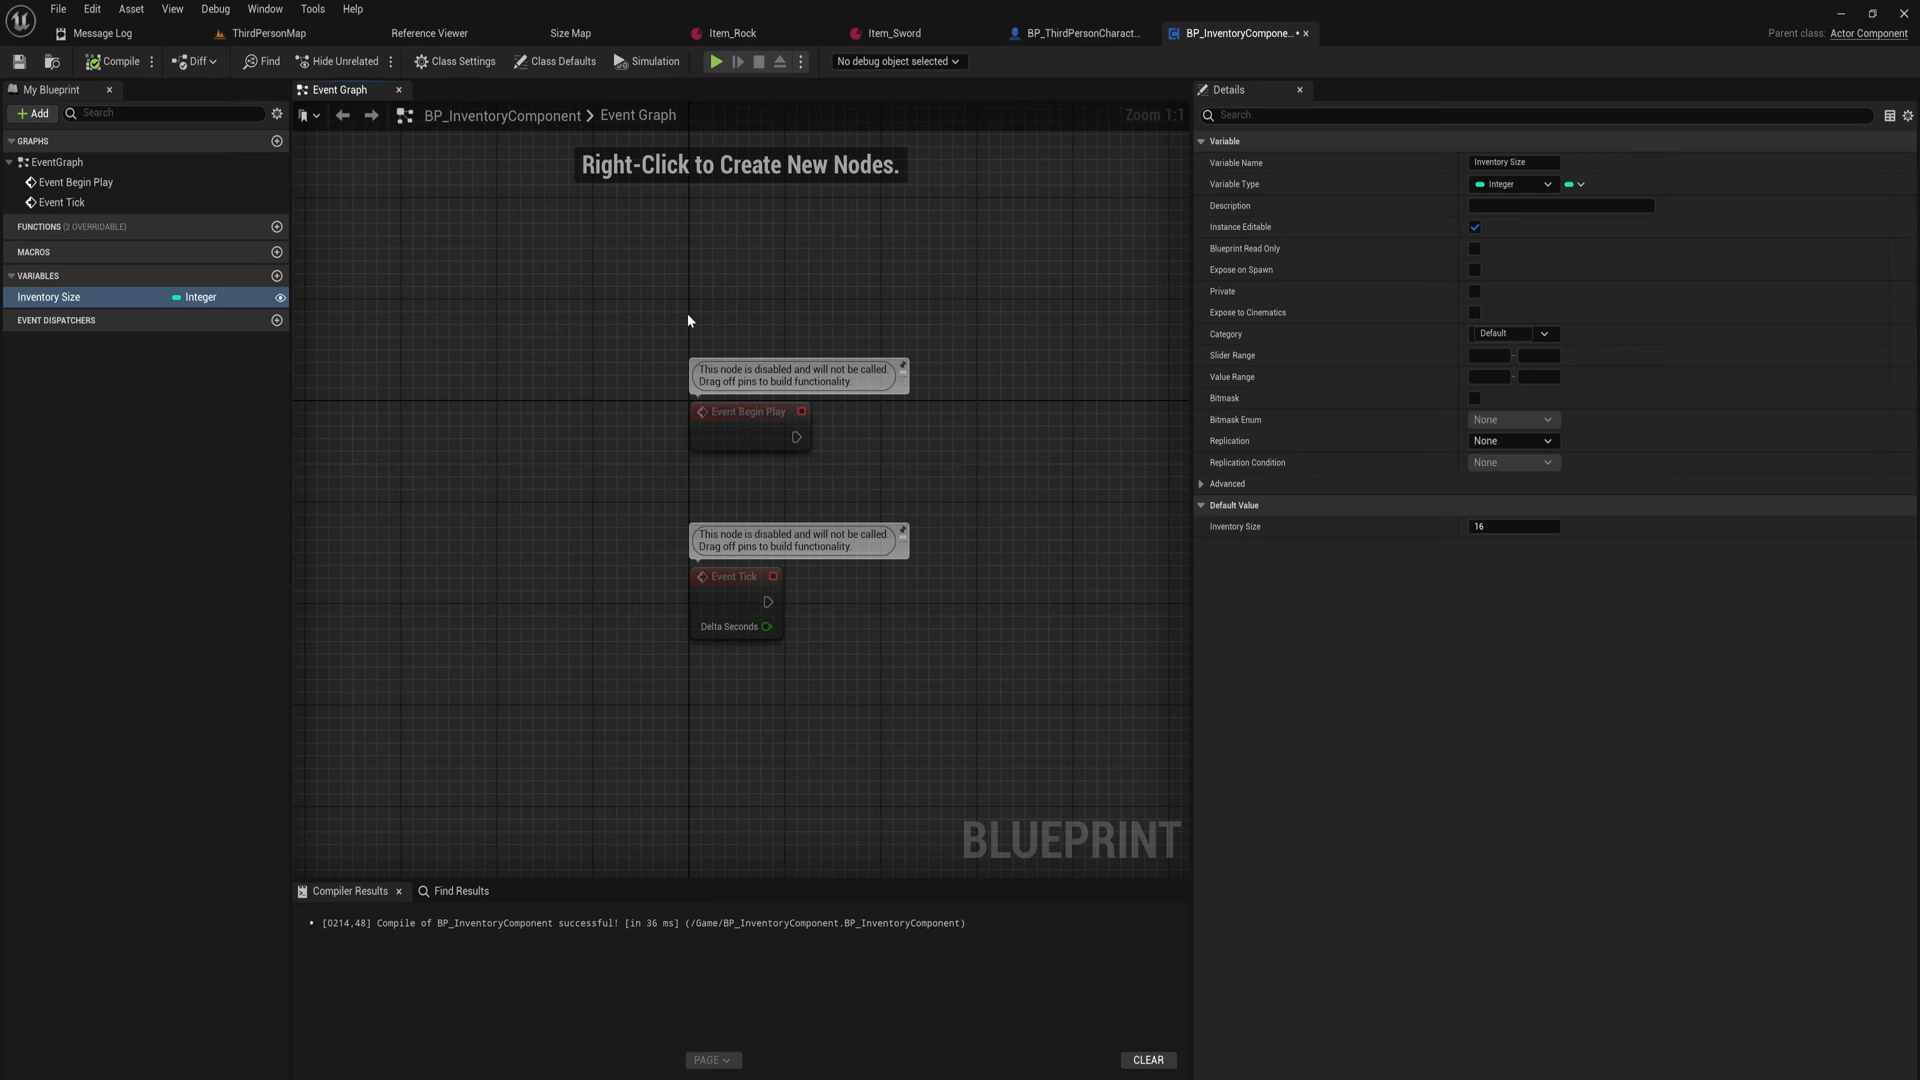 File Edit Asset View Debug Window Tools Help
Message Log ThirdPersonMap Reference Viewer Size Map Item_Rock Item_Sword BP_ThirdPersonCharact... BP_InventoryCompone... Parent class: Actor Component
Compile Diff Find Hide Unrelated Class Settings Class Defaults Simulation No debug object selected
My Blueprint
Add Search
GRAPHS
EventGraph
Event Begin Play
Event Tick
FUNCTIONS (2 OVERRIDABLE)
MACROS
VARIABLES
Inventory Size Integer
EVENT DISPATCHERS
Event Graph
BP_InventoryComponent > Event Graph Zoom 1:1
Right-Click to Create New Nodes.
This node is disabled and will not be called.
Drag off pins to build functionality.
Event Begin Play
This node is disabled and will not be called.
Drag off pins to build functionality.
Event Tick
Delta Seconds
BLUEPRINT
Compiler Results Find Results
• [0214,48] Compile of BP_InventoryComponent successful! [in 36 ms] (/Game/BP_InventoryComponent.BP_InventoryComponent)
PAGE CLEAR
Details
Search
Variable
Variable Name Inventory Size
Variable Type Integer
Description
Instance Editable
Blueprint Read Only
Expose on Spawn
Private
Expose to Cinematics
Category Default
Slider Range
Value Range
Bitmask
Bitmask Enum None
Replication None
Replication Condition None
Advanced
Default Value
Inventory Size 16